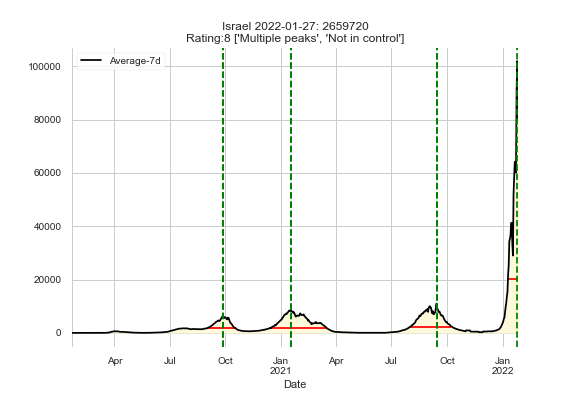 Israel 2022-01-27: 2659720
Rating:8 ['Multiple peaks', 'Not in control']
Average-7d
100000
80000
60000
40000
20000
0
Apr Jul Oct Jan Apr Jul Oct Jan
2021 2022
Date